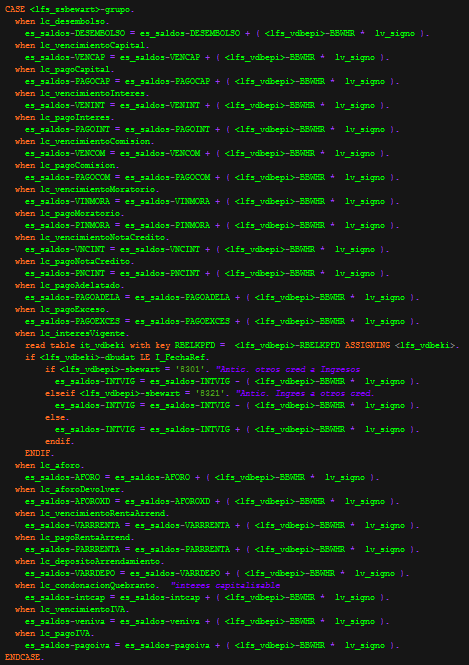 CASE <lfs_zsbewart>-grupo.
when lc_desembolso.
es_saldos-DESEMBOLSO = es_saldos-DESEMBOLSO + ( <lfs_vdbepi>-BBWHR * lv_signo ).
when lc_vencimientoCapital.
es_saldos-VENCAP = es_saldos-VENCAP + ( <lfs_vdbepi>-BBWHR * lv_signo ).
when lc_pagoCapital.
es_saldos-PAGOCAP = es_saldos-PAGOCAP + ( <lfs_vdbepi>-BBWHR * lv_signo ).
when lc_vencimientoInteres.
es_saldos-VENINT = es_saldos-VENINT + ( <lfs_vdbepi>-BBWHR * lv_signo ).
when lc_pagoInteres.
es_saldos-PAGOINT = es_saldos-PAGOINT + ( <lfs_vdbepi>-BBWHR * lv_signo ).
when lc_vencimientoComision.
es_saldos-VENCOM = es_saldos-VENCOM + ( <lfs_vdbepi>-BBWHR * lv_signo ).
when lc_pagoComision.
es_saldos-PAGOCOM = es_saldos-PAGOCOM + ( <lfs_vdbepi>-BBWHR * lv_signo ).
when lc_vencimientoMoratorio.
es_saldos-VINMORA = es_saldos-VINMORA + ( <lfs_vdbepi>-BBWHR * lv_signo ).
when lc_pagoMoratorio.
es_saldos-PINMORA = es_saldos-PINMORA + ( <lfs_vdbepi>-BBWHR * lv_signo ).
when lc_vencimientoNotaCredito.
es_saldos-VNCINT = es_saldos-VNCINT + ( <lfs_vdbepi>-BBWHR * lv_signo ).
when lc_pagoNotaCredito.
es_saldos-PNCINT = es_saldos-PNCINT + ( <lfs_vdbepi>-BBWHR * lv_signo ).
when lc_pagoAdelatado.
es_saldos-PAGOADELA = es_saldos-PAGOADELA + ( <lfs_vdbepi>-BBWHR * lv_signo ).
when lc_pagoExceso.
es_saldos-PAGOEXCES = es_saldos-PAGOEXCES + ( <lfs_vdbepi>-BBWHR * lv_signo ).
when lc_interesVigente.
read table it_vdbeki with key RBELKPFD = <lfs_vdbepi>-RBELKPFD ASSIGNING <lfs_vdbeki>.
if <lfs_vdbeki>-dbudat LE I_FechaRef.
if <lfs_vdbepi>-sbewart = '8301'. "Antic. otros cred a Ingresos
es_saldos-INTVIG = es_saldos-INTVIG - ( <lfs_vdbepi>-BBWHR * lv_signo ).
elseif <lfs_vdbepi>-sbewart = '8321'. "Antic. Ingres a otros cred.
es_saldos-INTVIG = es_saldos-INTVIG - ( <lfs_vdbepi>-BBWHR * lv_signo ).
else.
es_saldos-INTVIG = es_saldos-INTVIG + ( <lfs_vdbepi>-BBWHR * lv_signo ).
endif.
ENDIF.
when lc_aforo.
es_saldos-AFORO = es_saldos-AFORO + ( <lfs_vdbepi>-BBWHR * lv_signo ).
when lc_aforoDevolver.
es_saldos-AFOROXD = es_saldos-AFOROXD + ( <lfs_vdbepi>-BBWHR * lv_signo ).
when lc_vencimientoRentaArrend.
es_saldos-VARRRENTA = es_saldos-VARRRENTA + ( <lfs_vdbepi>-BBWHR * lv_signo ).
when lc_pagoRentaArrend.
es_saldos-PARRRENTA = es_saldos-PARRRENTA + ( <lfs_vdbepi>-BBWHR * lv_signo ).
when lc_depositoArrendamiento.
es_saldos-VARRDEPO = es_saldos-VARRDEPO + ( <lfs_vdbepi>-BBWHR * lv_signo ).
when lc_condonacionQuebranto. "interes capitalizable
es_saldos-intcap = es_saldos-intcap + ( <lfs_vdbepi>-BBWHR * lv_signo ).
when lc_vencimientoIVA.
es_saldos-veniva = es_saldos-veniva + ( <lfs_vdbepi>-BBWHR * lv_signo ).
when lc_pagoIVA.
es_saldos-pagoiva = es_saldos-pagoiva + ( <lfs_vdbepi>-BBWHR * lv_signo ).
ENDCASE.